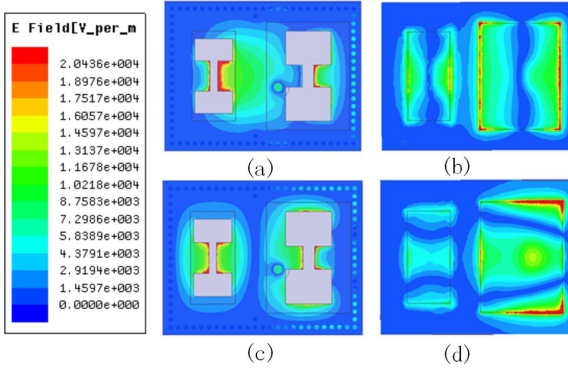 E Field[V_per_m
2.0436e+004
1.8976e+004
1.7517e+004
1.6057e+004
1.4597e+004
1.3137e+004
1.1678e+004
1.0218e+004
8.7583e+003
7.2986e+003
5.8389e+003
4.3791e+003
2.9194e+003
1.4597e+003
0.0000e+000
(a)
(b)
(c)
(d)